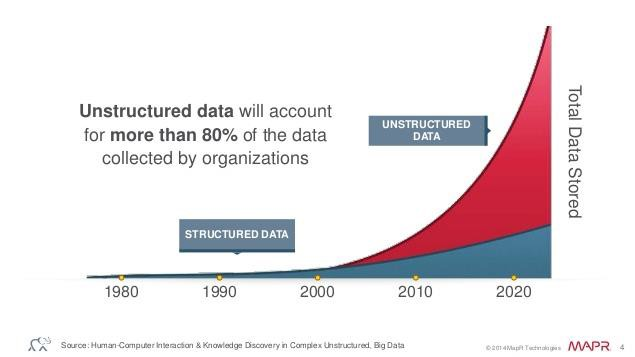 Unstructured data will account
for more than 80% of the data
collected by organizations
UNSTRUCTURED
DATA
Total Data Stored
STRUCTURED DATA
1980 1990 2000 2010 2020
Source: Human-Computer Interaction & Knowledge Discovery in Complex Unstructured, Big Data
© 2014 MapR Technologies MAPR. 4